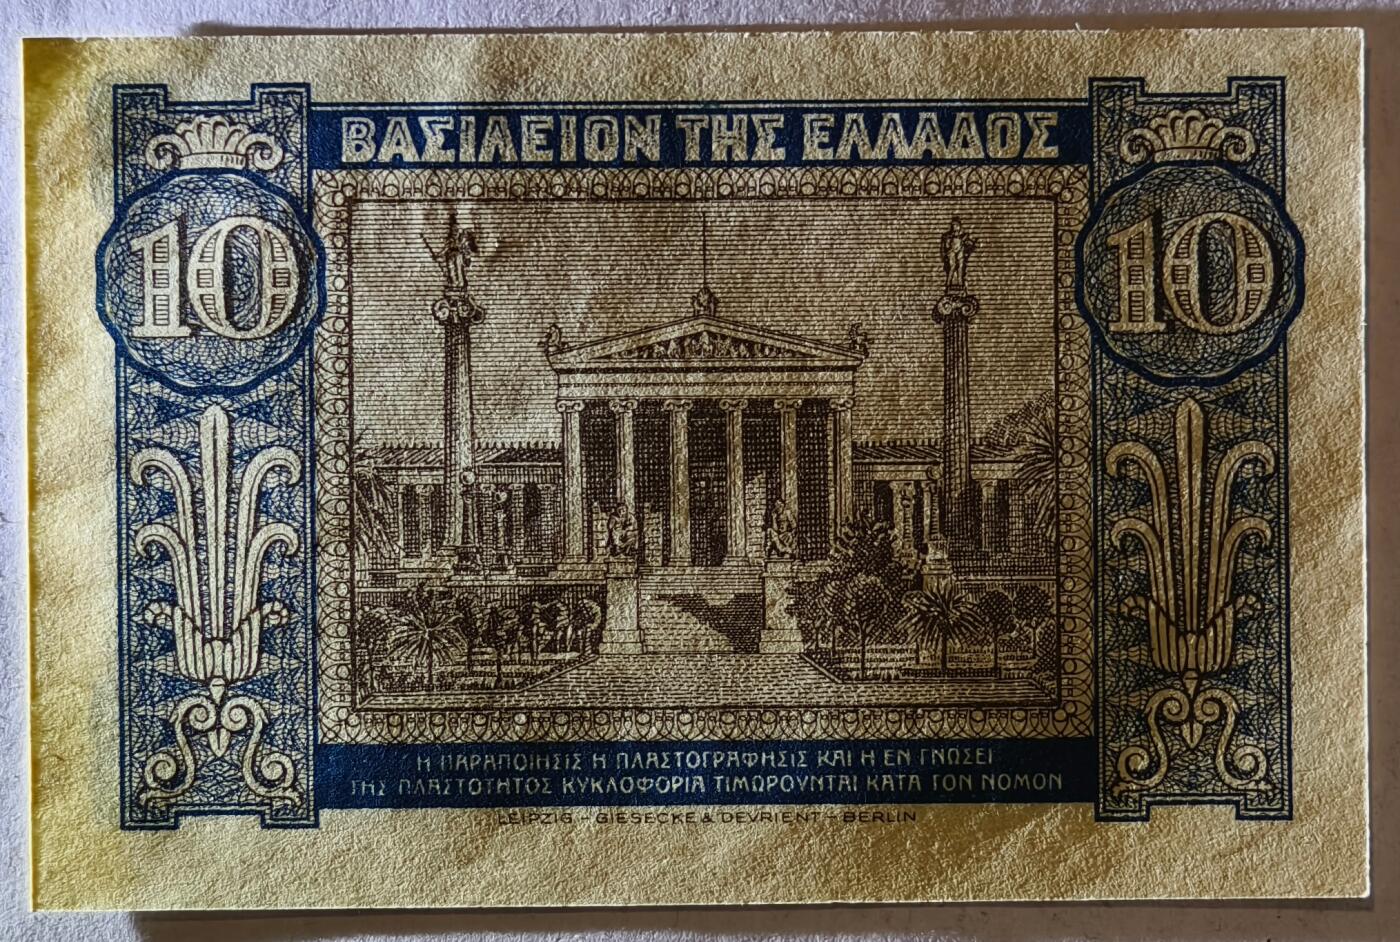 ΒΑΣΙΛΕΙΟΝ ΤΗΣ ΕΛΛΑΔΟΣ
10 10
Η ΠΑΡΑΠΟΙΗΣΙΣ Η ΠΛΑΣΤΟΓΡΑΦΗΣΙΣ ΚΑΙ Η ΕΝ ΓΝΩΣΕΙ
ΤΗΣ ΠΛΑΣΤΟΤΗΤΟΣ ΚΥΚΛΟΦΟΡΙΑ ΤΙΜΩΡΟΥΝΤΑΙ ΚΑΤΑ ΤΟΝ ΝΟΜΟΝ
LEIPZIG – GIESECKE & DEVRIENT – BERLIN